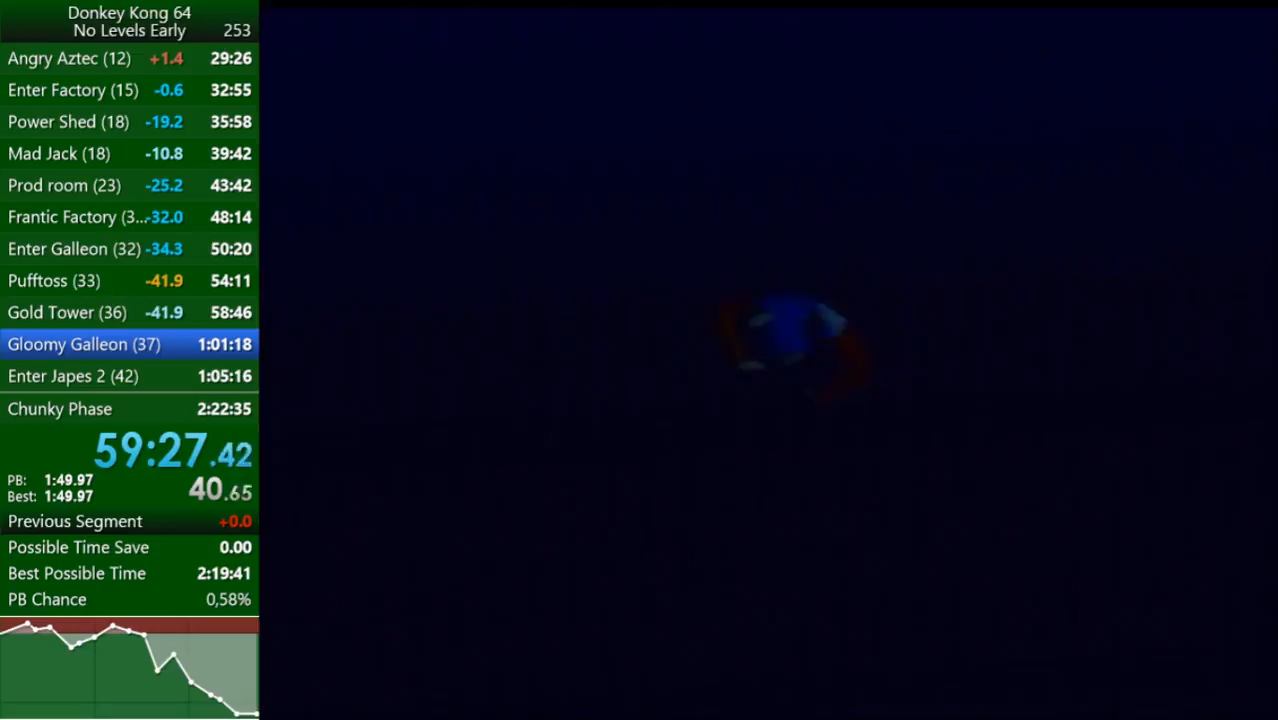 Donkey Kong 64
No Levels Early 253
Angry Aztec (12) +1.4 29:26
Enter Factory (15) -0.6 32:55
Power Shed (18) -19.2 35:58
Mad Jack (18) -10.8 39:42
Prod room (23) -25.2 43:42
Frantic Factory (3... -32.0 48:14
Enter Galleon (32) -34.3 50:20
Pufftoss (33) -41.9 54:11
Gold Tower (36) -41.9 58:46
Gloomy Galleon (37) 1:01:18
Enter Japes 2 (42) 1:05:16
Chunky Phase 2:22:35
59:27.42
PB: 1:49.97
Best: 1:49.97 40.65
Previous Segment +0.0
Possible Time Save 0.00
Best Possible Time 2:19:41
PB Chance 0,58%